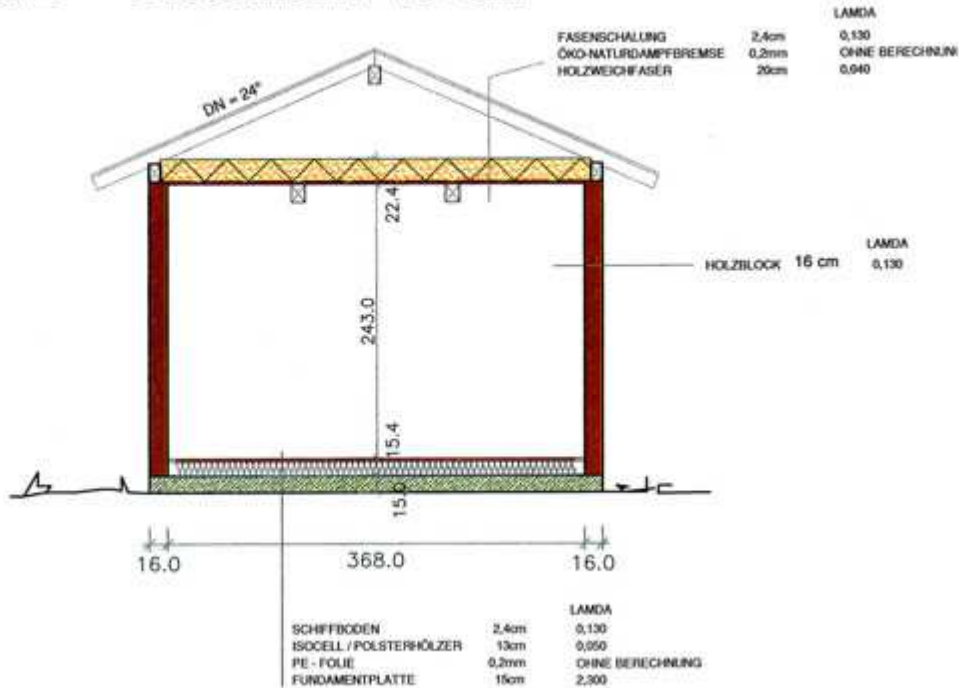 LAMDA
FASENSCHALUNG 2,4cm 0,130
ÖKO-NATURDAMPFBREMSE 0,2mm OHNE BERECHNUN
HOLZWEICHFASER 20cm 0,040
DN = 24°
22.4
LAMDA
HOLZBLOCK 16 cm 0,130
243.0
15.4
15.0
16.0 368.0 16.0
LAMDA
SCHIFFBODEN 2,4cm 0,130
ISOCELL / POLSTERHÖLZER 13cm 0,050
PE - FOLIE 0,2mm OHNE BERECHNUNG
FUNDAMENTPLATTE 15cm 2,300